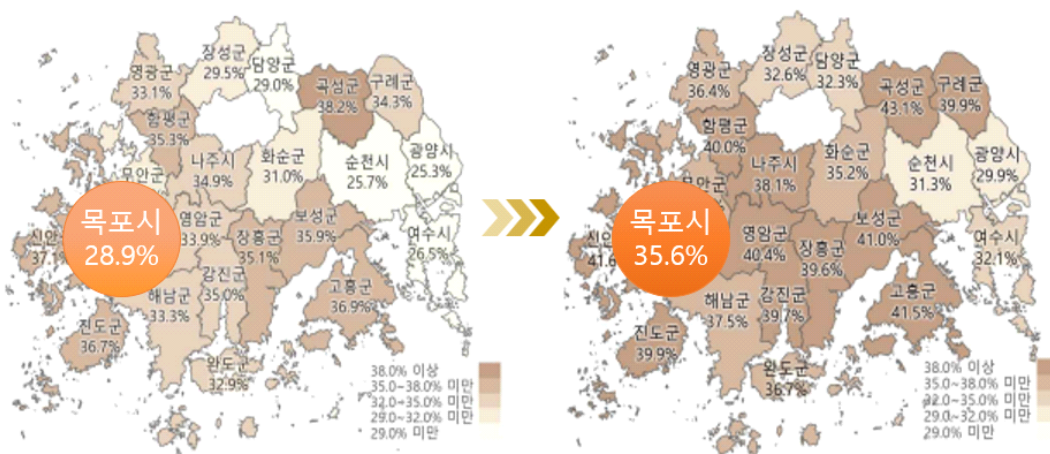 장성군
29.5%
담양군
29.0%
영광군
33.1%
곡성군
38.2%
구례군
34.3%
함평군
35.3%
나주시
34.9%
화순군
31.0%
순천시
25.7%
광양시
25.3%
무안군
목포시
28.9%
신안
37.
영암군
33.9%
장흥군
35.1%
보성군
35.9%
여수시
26.5%
강진군
35.0%
해남군
33.3%
고흥군
36.9%
진도군
36.7%
완도군
32.9%
38.0% 이상
35.0~38.0% 미만
32.0~35.0% 미만
29.0~32.0% 미만
29.0% 미만
장성군
32.6%
담양군
32.3%
영광군
36.4%
곡성군
43.1%
구례군
39.9%
함평군
40.0%
나주시
38.1%
화순군
35.2%
순천시
31.3%
광양시
29.9%
무안군
목포시
35.6%
신안
41.6
영암군
40.4%
장흥군
39.6%
보성군
41.0%
여수시
32.1%
해남군
37.5%
강진군
39.7%
고흥군
41.5%
진도군
39.9%
완도군
36.7%
38.0% 이상
35.0~38.0% 미만
32.0~35.0% 미만
29.0~32.0% 미만
29.0% 미만